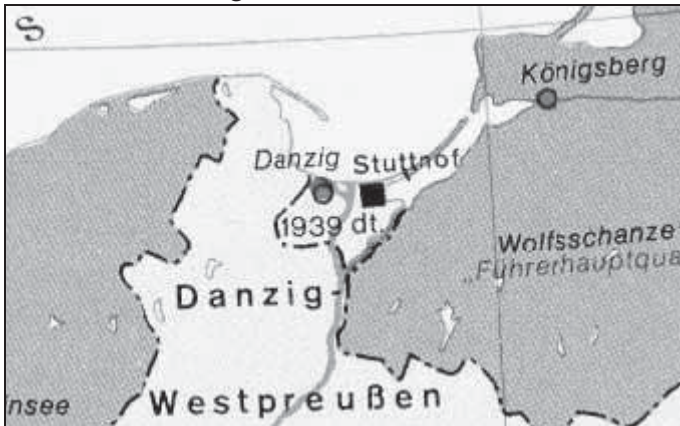 S
Königsberg
Danzig Stutthof
1939 dt.
Wolfsschanze
„Führerhauptqua
Danzig-
nsee Westpreußen